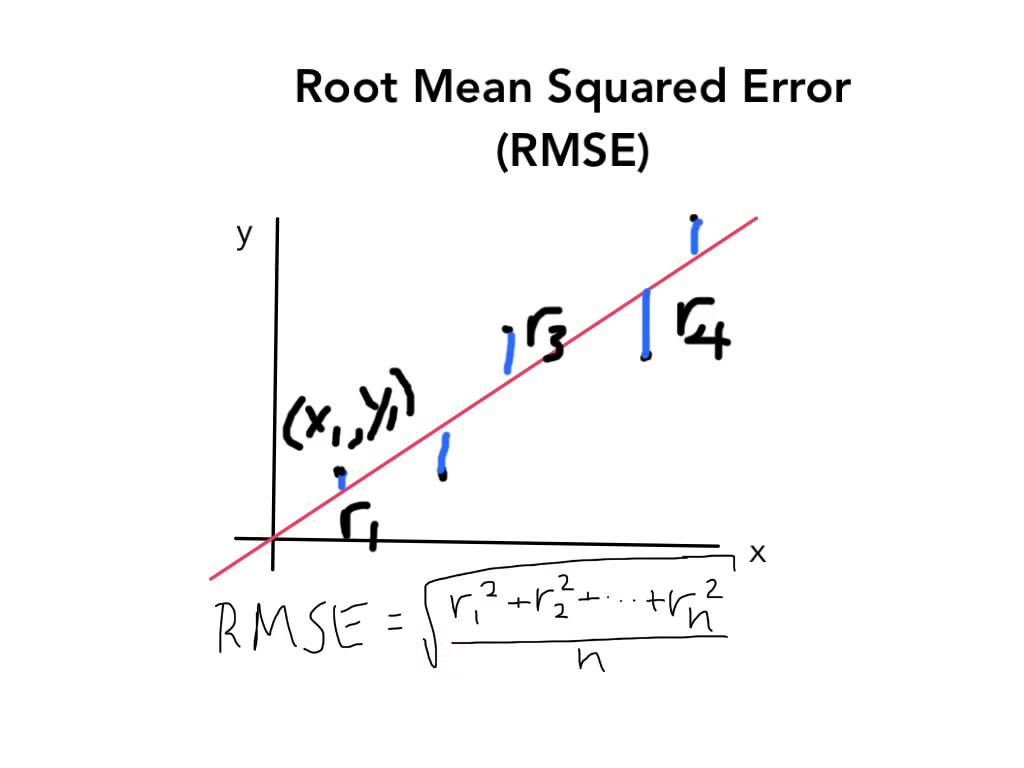 Root Mean Squared Error
(RMSE)
y
r3
r4
(x₁,y₁)
r₁
x
RMSE = √((r₁² + r₂² + ··· + rₙ²)/n)